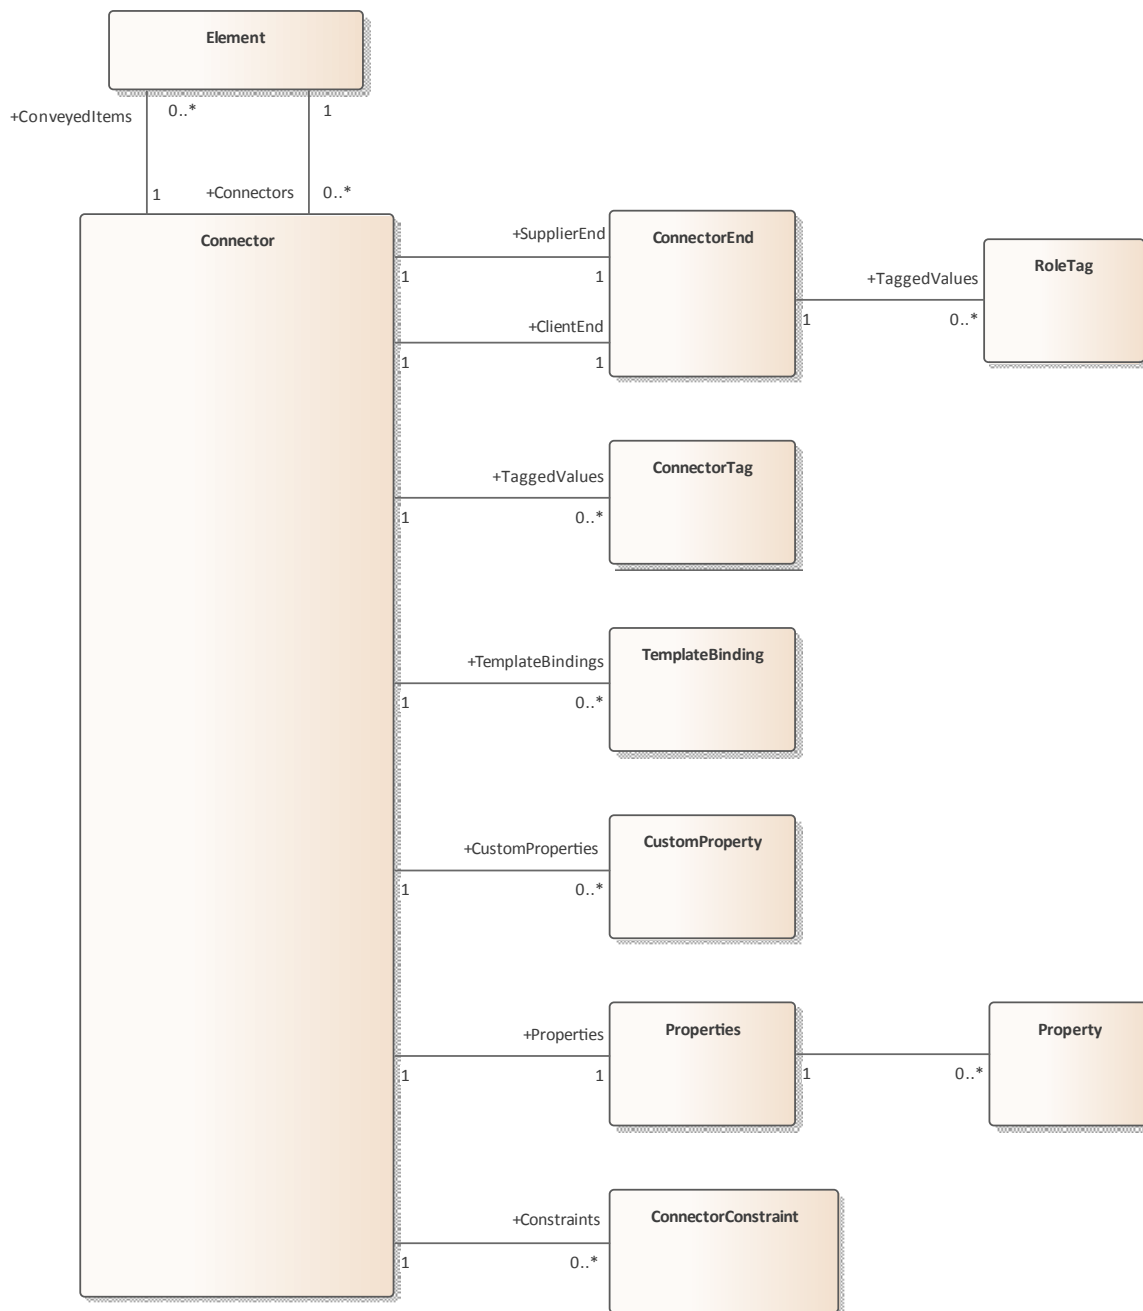 Element
+ConveyedItems
0..*
1
1
+Connectors
0..*
Connector
+SupplierEnd
1
1
ConnectorEnd
+ClientEnd
1
1
+TaggedValues
1
0..*
RoleTag
+TaggedValues
1
0..*
ConnectorTag
+TemplateBindings
1
0..*
TemplateBinding
+CustomProperties
1
0..*
CustomProperty
+Properties
1
1
Properties
1
0..*
Property
+Constraints
1
0..*
ConnectorConstraint